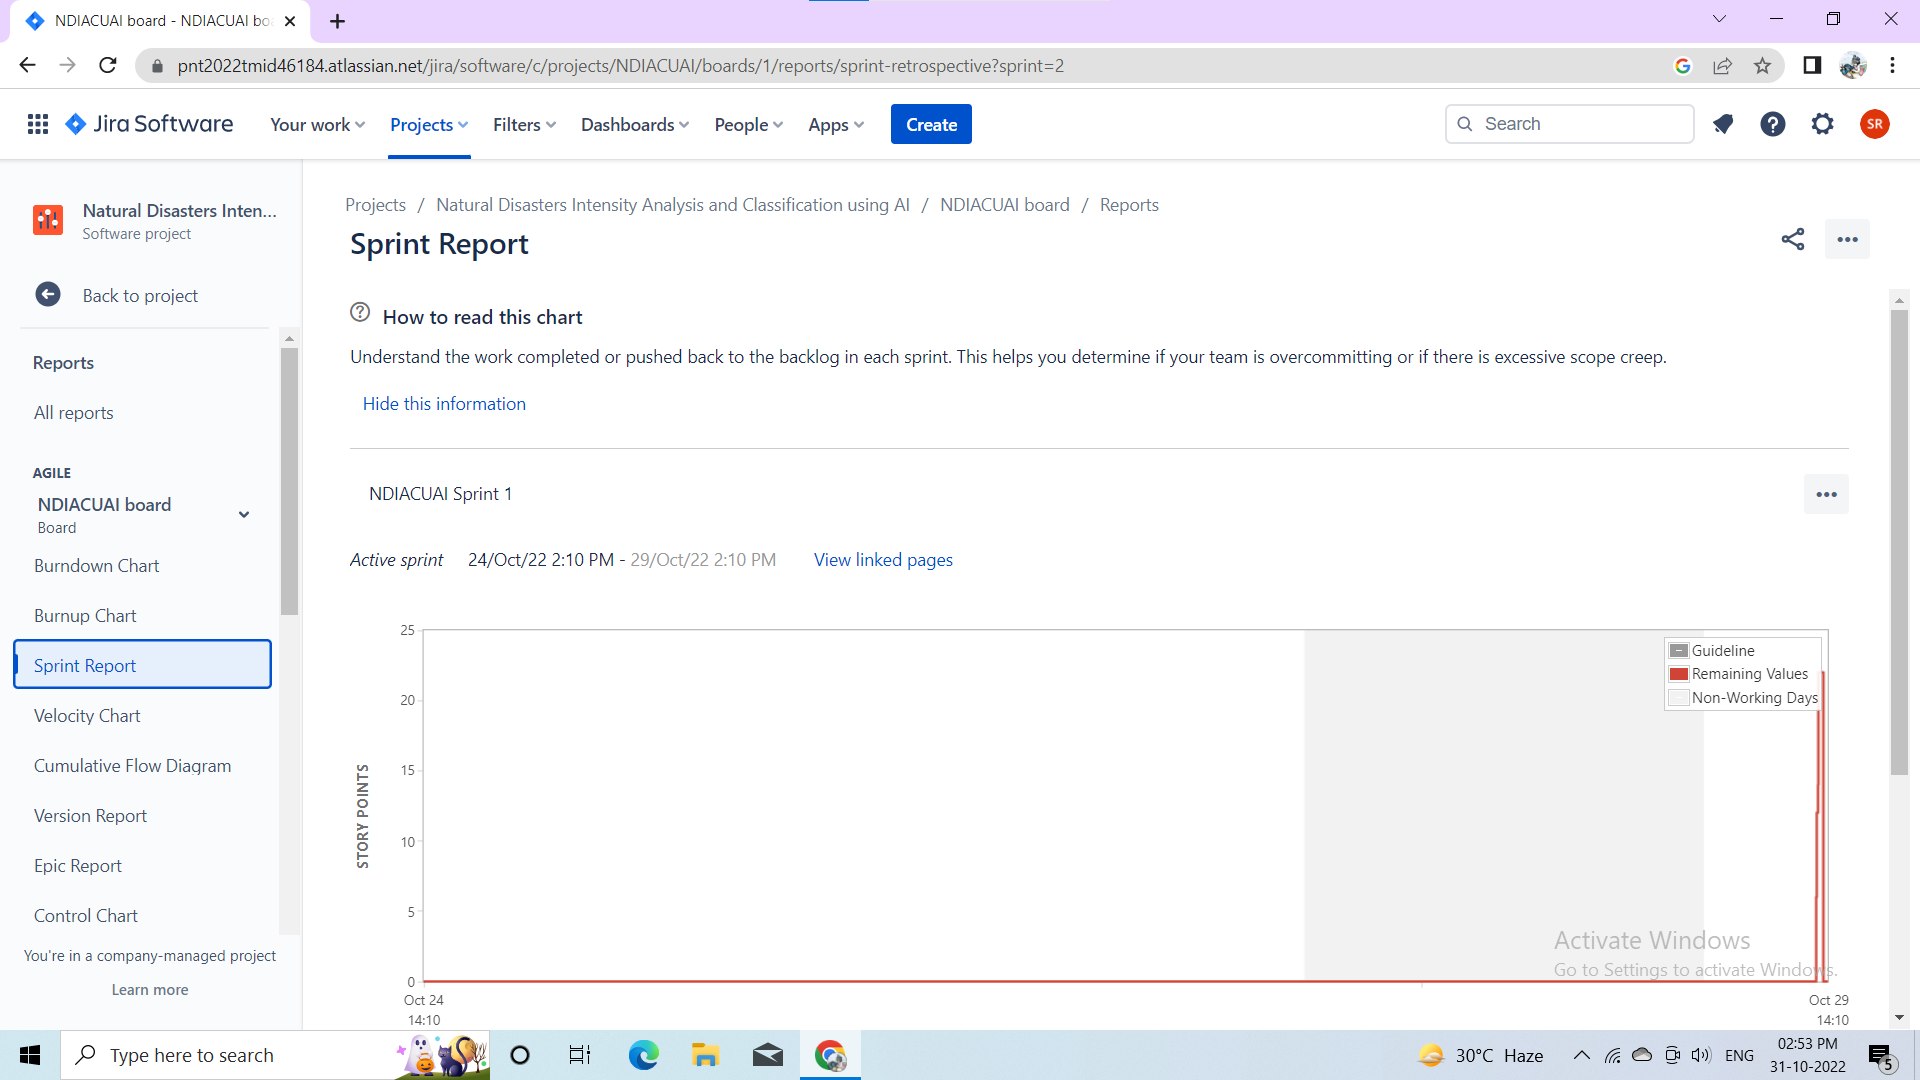 NDIACUAI board - NDIACUAI bo
pnt2022tmid46184.atlassian.net/jira/software/c/projects/NDIACUAI/boards/1/reports/sprint-retrospective?sprint=2
Jira Software
Your work
Projects
Filters
Dashboards
People
Apps
Create
Search
SR
Natural Disasters Inten...
Software project
Back to project
Reports
All reports
AGILE
NDIACUAI board
Board
Burndown Chart
Burnup Chart
Sprint Report
Velocity Chart
Cumulative Flow Diagram
Version Report
Epic Report
Control Chart
You're in a company-managed project
Learn more
Projects / Natural Disasters Intensity Analysis and Classification using AI / NDIACUAI board / Reports
Sprint Report
How to read this chart
Understand the work completed or pushed back to the backlog in each sprint. This helps you determine if your team is overcommitting or if there is excessive scope creep.
Hide this information
NDIACUAI Sprint 1
Active sprint 24/Oct/22 2:10 PM - 29/Oct/22 2:10 PM View linked pages
25
20
15
10
5
0
STORY POINTS
Oct 24
14:10
Oct 29
14:10
Guideline
Remaining Values
Non-Working Days
Activate Windows
Go to Settings to activate Windows.
Type here to search
30°C Haze
ENG
02:53 PM
31-10-2022
5